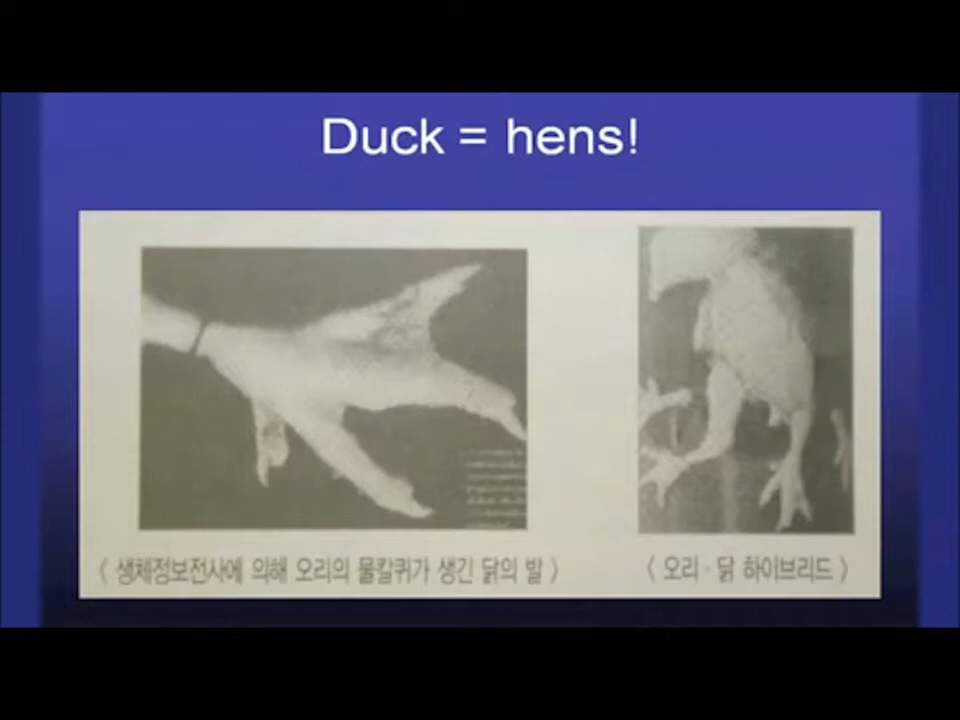 Duck = hens!
< 생체정보전사에 의해 오리의 물칼퀴가 생긴 닭의 발 >
< 오리 · 닭 하이브리드 >